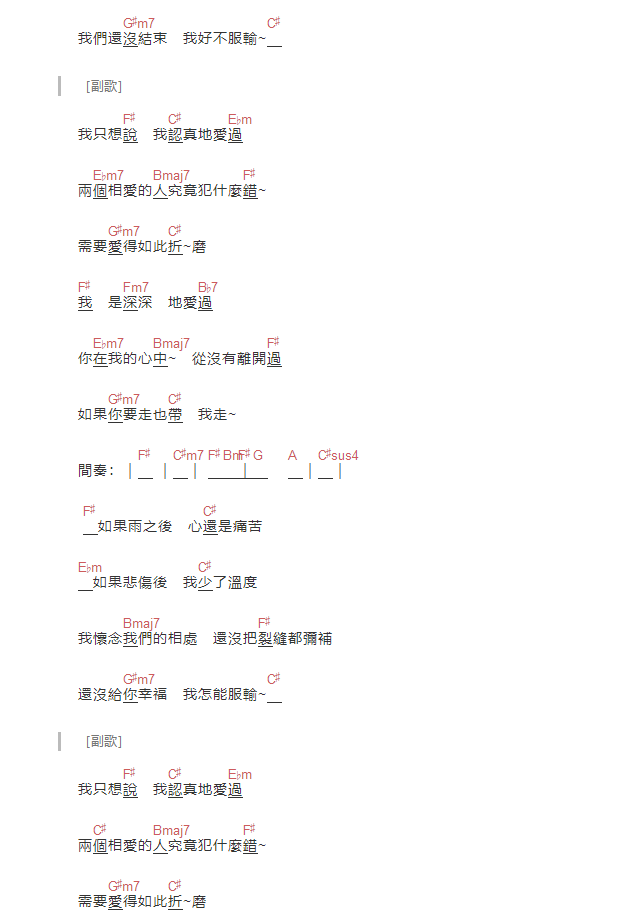 G♯m7 C♯
我們還沒結束 我好不服輸~
[副歌]
F♯ C♯ E♭m
我只想說 我認真地愛過
E♭m7 Bmaj7 F♯
兩個相愛的人究竟犯什麼錯~
G♯m7 C♯
需要愛得如此折~磨
F♯ Fm7 B♭7
我 是深深 地愛過
E♭m7 Bmaj7 F♯
你在我的心中~ 從沒有離開過
G♯m7 C♯
如果你要走也帶 我走~
F♯ C♯m7 F♯ Bm F♯ G A C♯sus4
間奏: | __ | __ | ____|__ __ | __ |
F♯ C♯
__如果雨之後 心還是痛苦
E♭m C♯
__如果悲傷後 我少了溫度
Bmaj7 F♯
我懷念我們的相處 還沒把裂縫都彌補
G♯m7 C♯
還沒給你幸福 我怎能服輸~__
[副歌]
F♯ C♯ E♭m
我只想說 我認真地愛過
C♯ Bmaj7 F♯
兩個相愛的人究竟犯什麼錯~
G♯m7 C♯
需要愛得如此折~磨